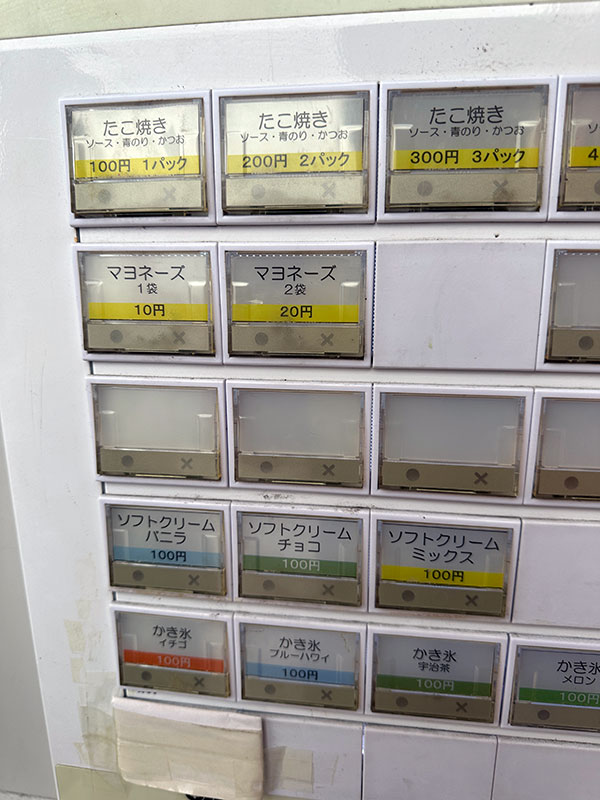 たこ焼き
ソース・青のり・かつお
100円 1パック
たこ焼き
ソース・青のり・かつお
200円 2パック
たこ焼き
ソース・青のり・かつお
300円 3パック
4
マヨネーズ
1袋
10円
マヨネーズ
2袋
20円
ソフトクリーム
バニラ
100円
ソフトクリーム
チョコ
100円
ソフトクリーム
ミックス
100円
かき氷
イチゴ
100円
かき氷
ブルーハワイ
100円
かき氷
宇治茶
100円
かき氷
メロン
100円